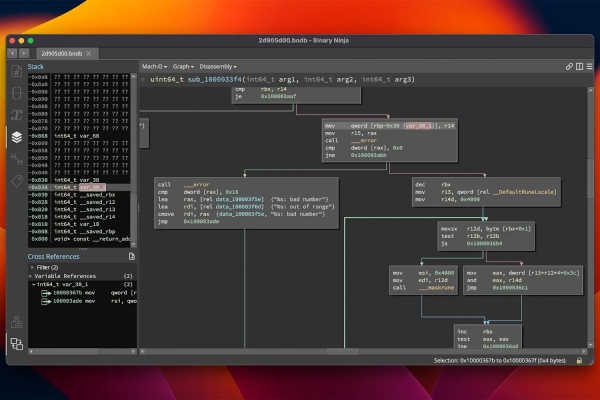 2d905d00.bndb - Binary Ninja
2d905d00.bndb
Stack
Mach-O
Graph
Disassembly
uint64_t sub_1000033f4(int64_t arg1, int64_t arg2, int64_t arg3)
-0x0a8 ?? ?? ?? ?? ?? ?? ?? ??
-0x0a0 ?? ?? ?? ?? ?? ?? ?? ??
-0x098 ?? ?? ?? ?? ?? ?? ?? ??
-0x090 ?? ?? ?? ?? ?? ?? ?? ??
-0x088 ?? ?? ?? ?? ?? ?? ?? ??
-0x080 ?? ?? ?? ?? ?? ?? ?? ??
-0x078 ?? ?? ?? ?? ?? ?? ?? ??
-0x070 ?? ?? ?? ?? ?? ?? ?? ??
-0x068 int64_t var_68
-0x060 ?? ?? ?? ?? ?? ?? ?? ??
-0x058 ?? ?? ?? ?? ?? ?? ?? ??
-0x050 ?? ?? ?? ?? ?? ?? ?? ??
-0x048 ?? ?? ?? ?? ?? ?? ?? ??
-0x040 ?? ?? ?? ?? ?? ?? ?? ??
-0x038 int64_t var_38
-0x038 int64_t var_38_1
-0x030 int64_t __saved_rbx
-0x028 int64_t __saved_r12
-0x020 int64_t __saved_r13
-0x018 int64_t __saved_r14
-0x010 int64_t var_10
-0x008 int64_t __saved_rbp
0x000 void* const __return_add
Cross References
Filter (2)
Variable References {2}
int64_t var_38_1 {2}
10000367b mov qword [r
100003ade mov rsi, qw
cmp rbx, r14
je 0x100003aaf
mov qword [rbp-0x30 {var_38_1}], r14
mov r15, rax
call ___error
cmp dword [rax], 0x0
jne 0x100003abb
call ___error
cmp dword [rax], 0x10
lea rax, [rel data_100003f5e] {"%s: bad number"}
lea rdi, [rel data_100003f6d] {"%s: out of range"}
cmove rdi, rax {data_100003f5e, "%s: bad number"}
jmp 0x100003ade
dec rbx
mov r13, qword [rel __DefaultRuneLocale]
mov r14d, 0x4000
movzx r12d, byte [rbx+0x1]
test r12b, r12b
js 0x1000036b4
mov esi, 0x4000
mov edi, r12d
call ___maskrune
mov eax, dword [r13+r12*4+0x3c]
and eax, r14d
jmp 0x1000036c1
inc rbx
test eax, eax
jne 0x1000036a0
Selection: 0x10000367b to 0x10000367f (0x4 bytes)